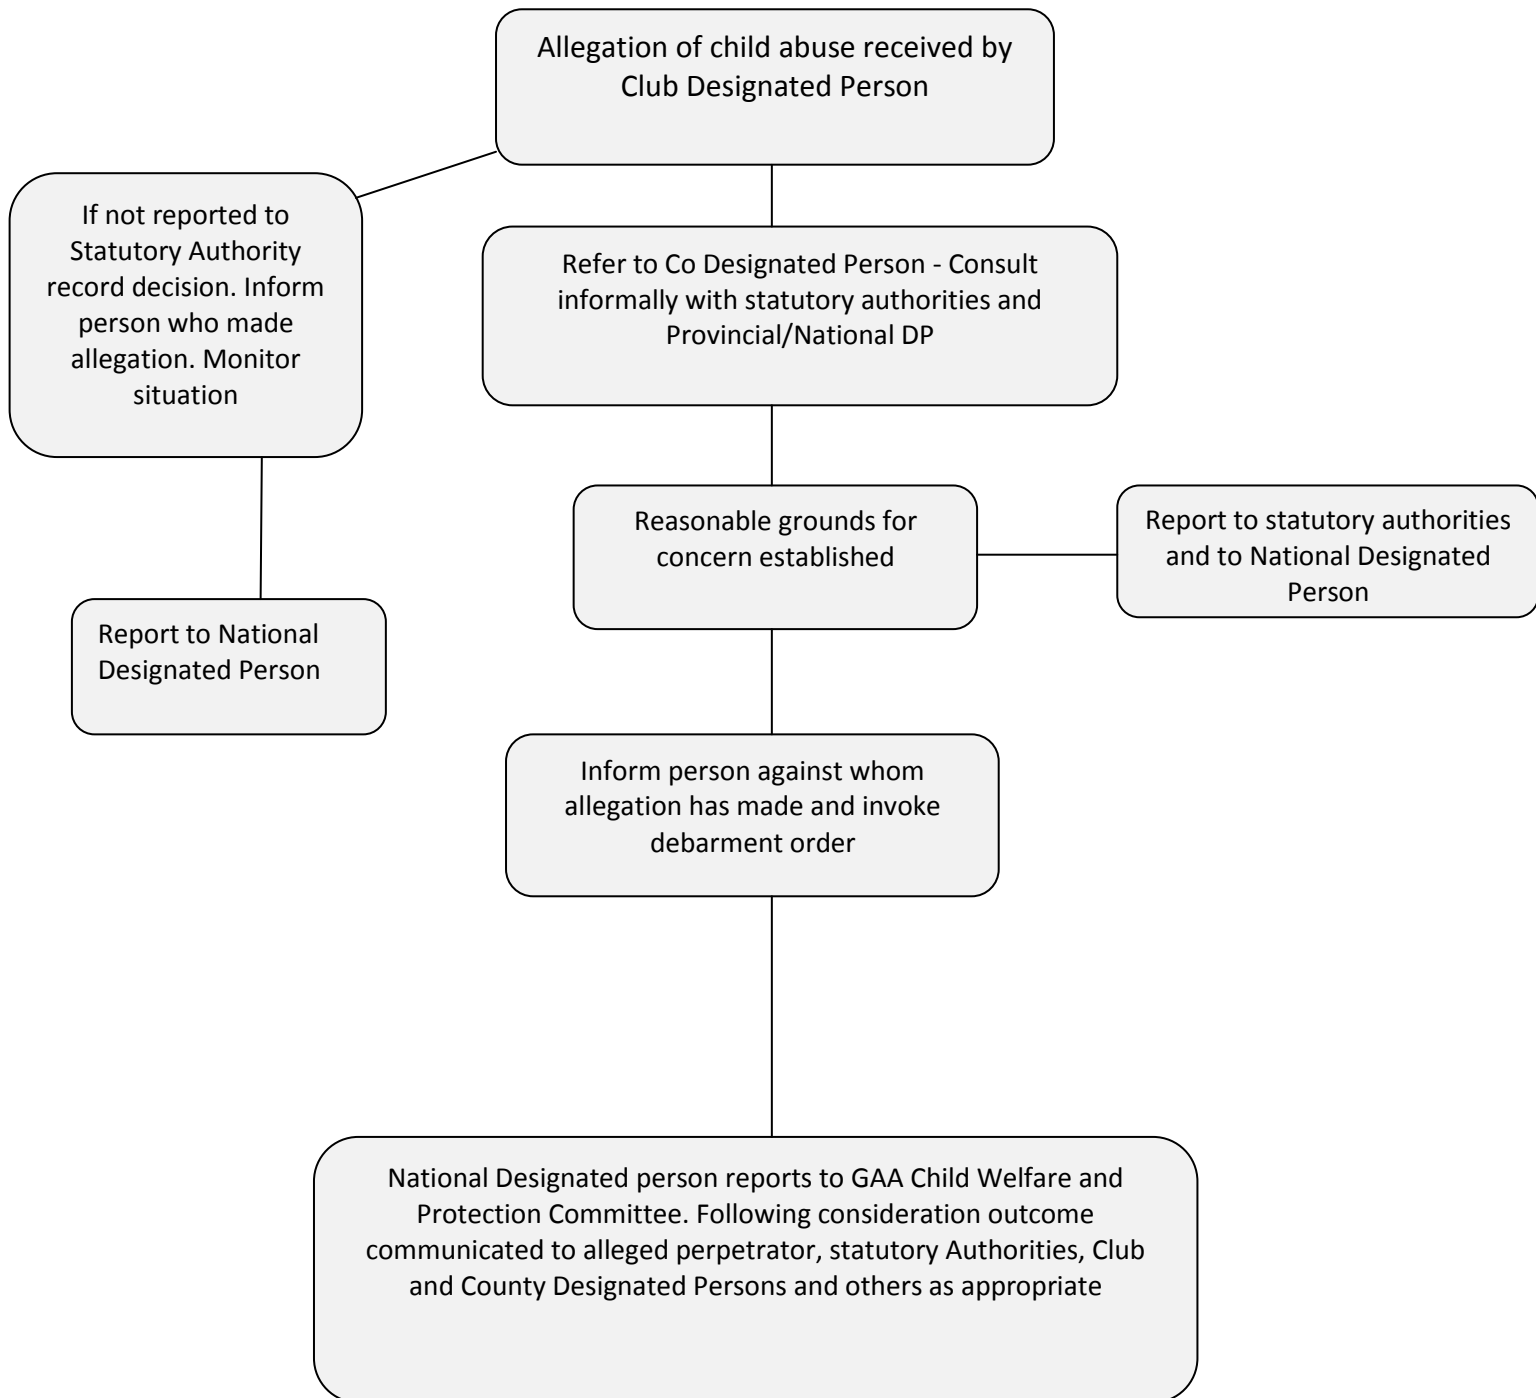 Allegation of child abuse received by
Club Designated Person
If not reported to
Statutory Authority
record decision. Inform
person who made
allegation. Monitor
situation
Refer to Co Designated Person - Consult
informally with statutory authorities and
Provincial/National DP
Reasonable grounds for
concern established
Report to statutory authorities
and to National Designated
Person
Report to National
Designated Person
Inform person against whom
allegation has made and invoke
debarment order
National Designated person reports to GAA Child Welfare and
Protection Committee. Following consideration outcome
communicated to alleged perpetrator, statutory Authorities, Club
and County Designated Persons and others as appropriate